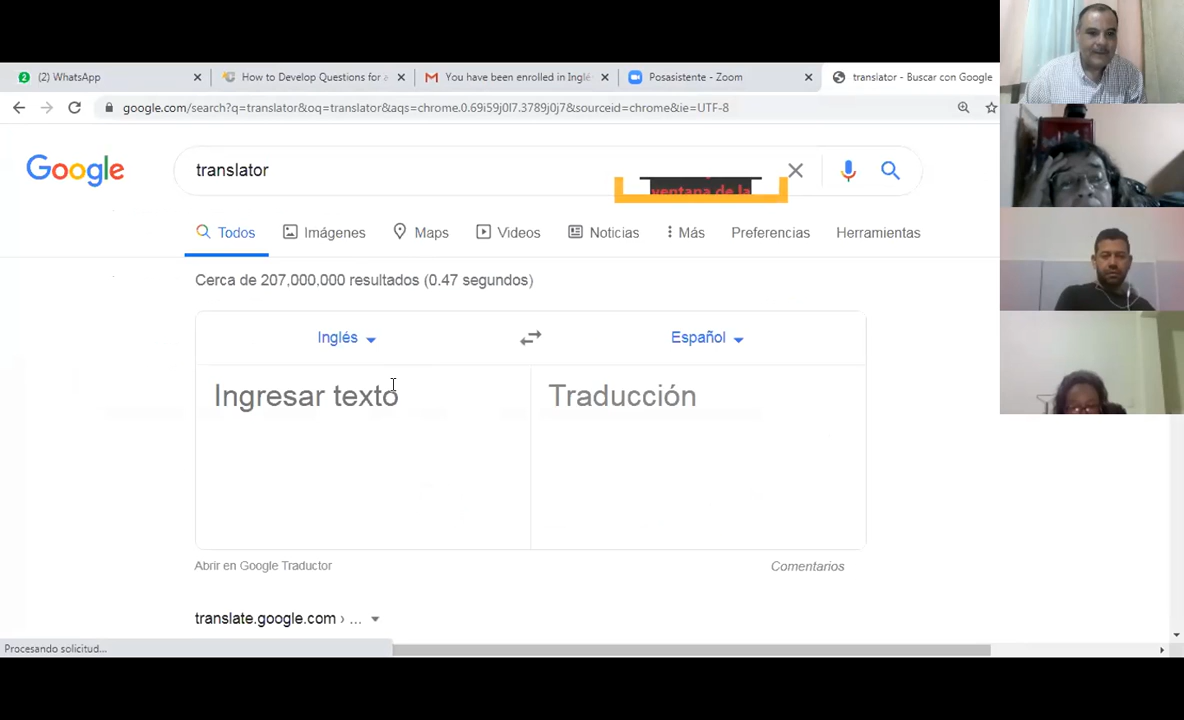 (2) WhatsApp
How to Develop Questions for a
You have been enrolled in Inglé
Posasistente - Zoom
translator - Buscar con Google
google.com/search?q=translator&oq=translator&aqs=chrome.0.69i59j0l7.3789j0j7&sourceid=chrome&ie=UTF-8
Google
translator
ventana de la
Todos
Imágenes
Maps
Videos
Noticias
Más
Preferencias
Herramientas
Cerca de 207,000,000 resultados (0.47 segundos)
Inglés
Español
Ingresar texto
Traducción
Abrir en Google Traductor
Comentarios
translate.google.com › ...
Procesando solicitud...